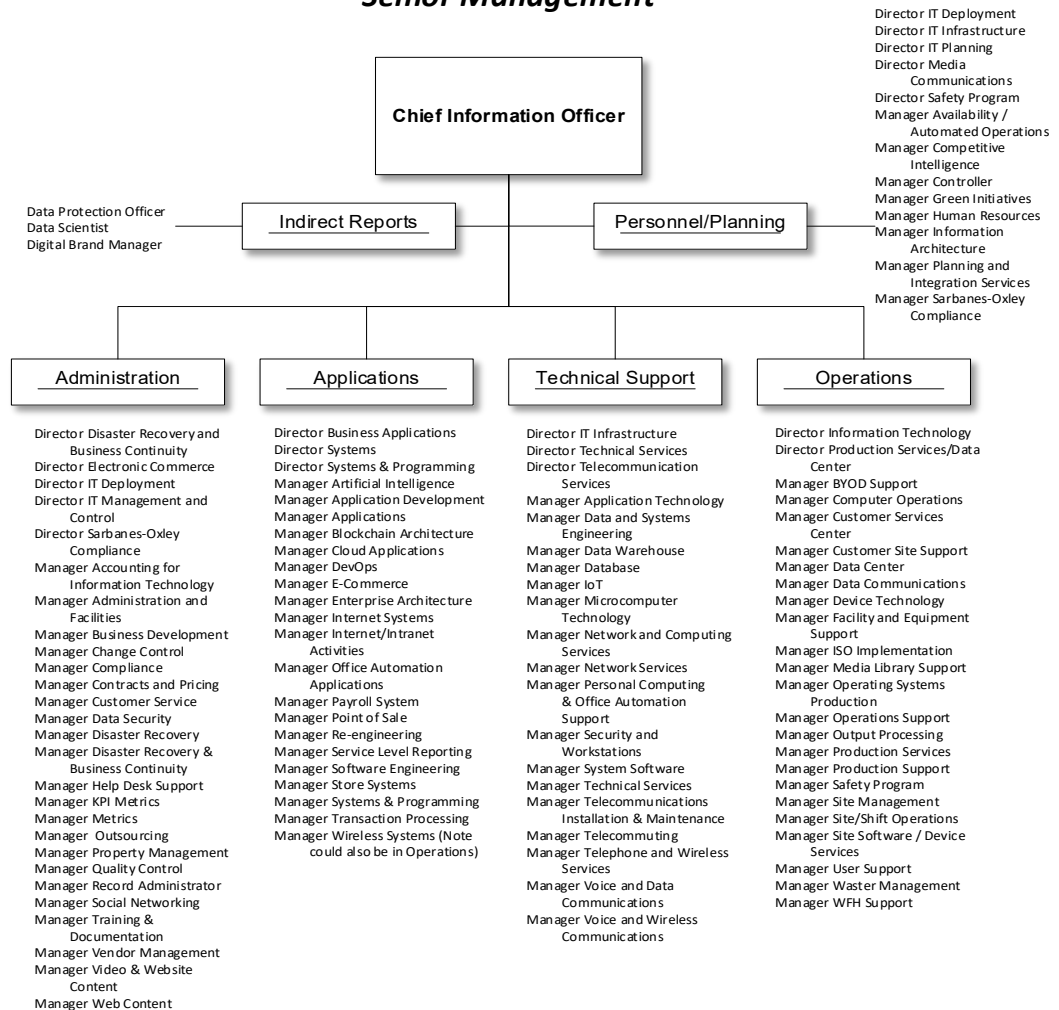 Senior Management
Director IT Deployment
Director IT Infrastructure
Director IT Planning
Director Media
Communications
Director Safety Program
Manager Availability /
Automated Operations
Manager Competitive
Intelligence
Manager Controller
Manager Green Initiatives
Manager Human Resources
Manager Information
Architecture
Manager Planning and
Integration Services
Manager Sarbanes-Oxley
Compliance
Chief Information Officer
Data Protection Officer
Data Scientist
Digital Brand Manager
Indirect Reports
Personnel/Planning
Administration
Director Disaster Recovery and
Business Continuity
Director Electronic Commerce
Director IT Deployment
Director IT Management and
Control
Director Sarbanes-Oxley
Compliance
Manager Accounting for
Information Technology
Manager Administration and
Facilities
Manager Business Development
Manager Change Control
Manager Compliance
Manager Contracts and Pricing
Manager Customer Service
Manager Data Security
Manager Disaster Recovery
Manager Disaster Recovery &
Business Continuity
Manager Help Desk Support
Manager KPI Metrics
Manager Metrics
Manager Outsourcing
Manager Property Management
Manager Quality Control
Manager Record Administrator
Manager Social Networking
Manager Training &
Documentation
Manager Vendor Management
Manager Video & Website
Content
Manager Web Content
Applications
Director Business Applications
Director Systems
Director Systems & Programming
Manager Artificial Intelligence
Manager Application Development
Manager Applications
Manager Blockchain Architecture
Manager Cloud Applications
Manager DevOps
Manager E-Commerce
Manager Enterprise Architecture
Manager Internet Systems
Manager Internet/Intranet
Activities
Manager Office Automation
Applications
Manager Payroll System
Manager Point of Sale
Manager Re-engineering
Manager Service Level Reporting
Manager Software Engineering
Manager Store Systems
Manager Systems & Programming
Manager Transaction Processing
Manager Wireless Systems (Note
could also be in Operations)
Technical Support
Director IT Infrastructure
Director Technical Services
Director Telecommunication
Services
Manager Application Technology
Manager Data and Systems
Engineering
Manager Data Warehouse
Manager Database
Manager IoT
Manager Microcomputer
Technology
Manager Network and Computing
Services
Manager Network Services
Manager Personal Computing
& Office Automation
Support
Manager Security and
Workstations
Manager System Software
Manager Technical Services
Manager Telecommunications
Installation & Maintenance
Manager Telecommuting
Manager Telephone and Wireless
Services
Manager Voice and Data
Communications
Manager Voice and Wireless
Communications
Operations
Director Information Technology
Director Production Services/Data
Center
Manager BYOD Support
Manager Computer Operations
Manager Customer Services
Center
Manager Customer Site Support
Manager Data Center
Manager Data Communications
Manager Device Technology
Manager Facility and Equipment
Support
Manager ISO Implementation
Manager Media Library Support
Manager Operating Systems
Production
Manager Operations Support
Manager Output Processing
Manager Production Services
Manager Production Support
Manager Safety Program
Manager Site Management
Manager Site/Shift Operations
Manager Site Software / Device
Services
Manager User Support
Manager Waster Management
Manager WFH Support